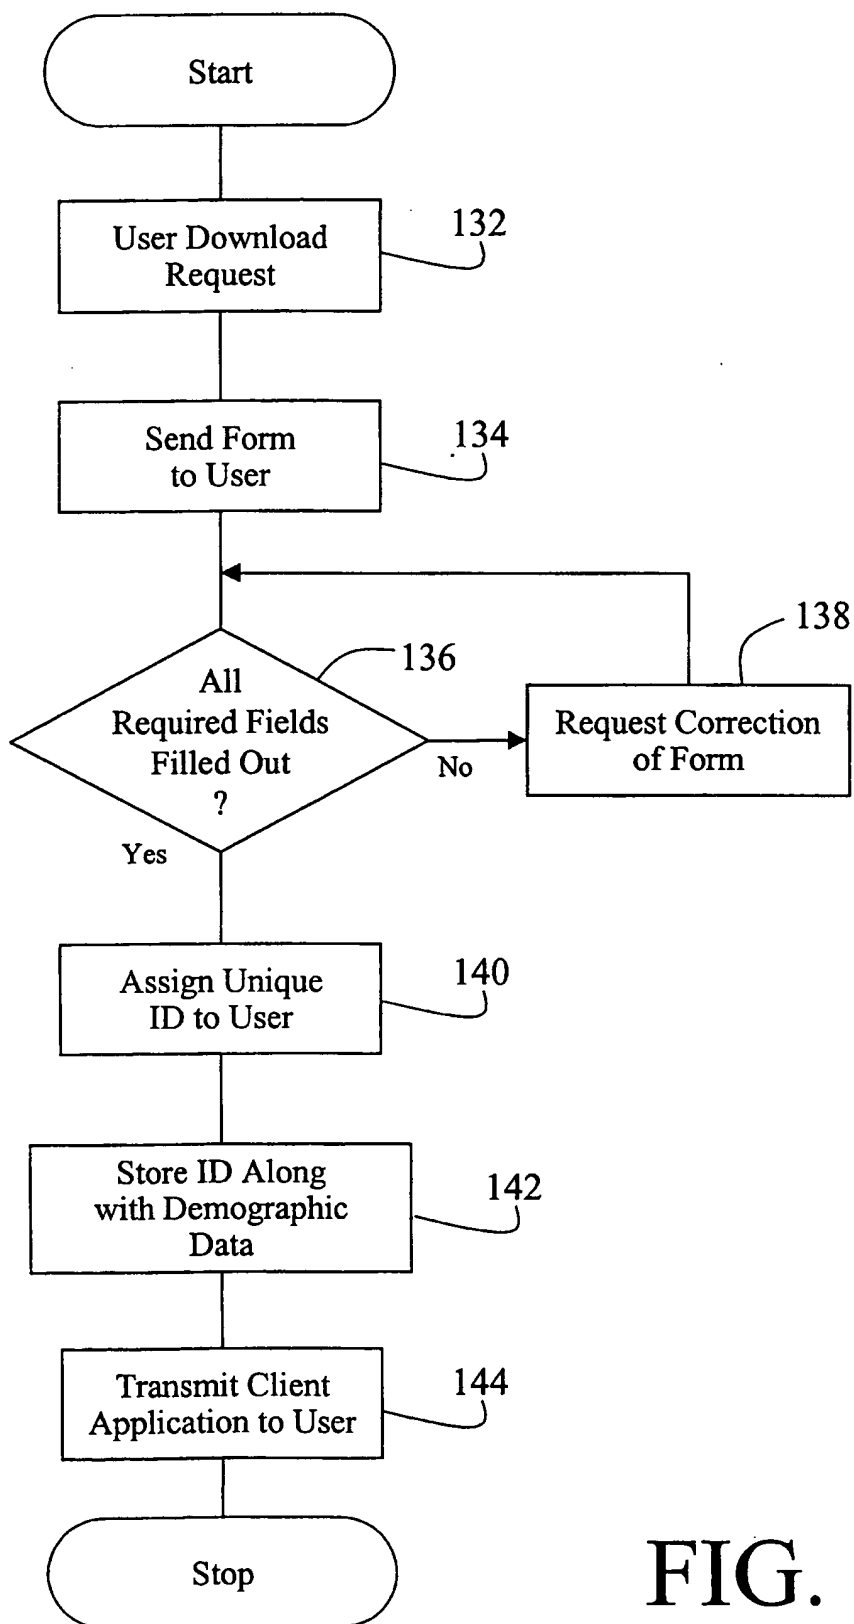 Start
User Download
Request
132
Send Form
to User
134
All
Required Fields
Filled Out
?
136
No
Request Correction
of Form
138
Yes
Assign Unique
ID to User
140
Store ID Along
with Demographic
Data
142
Transmit Client
Application to User
144
Stop
FIG.